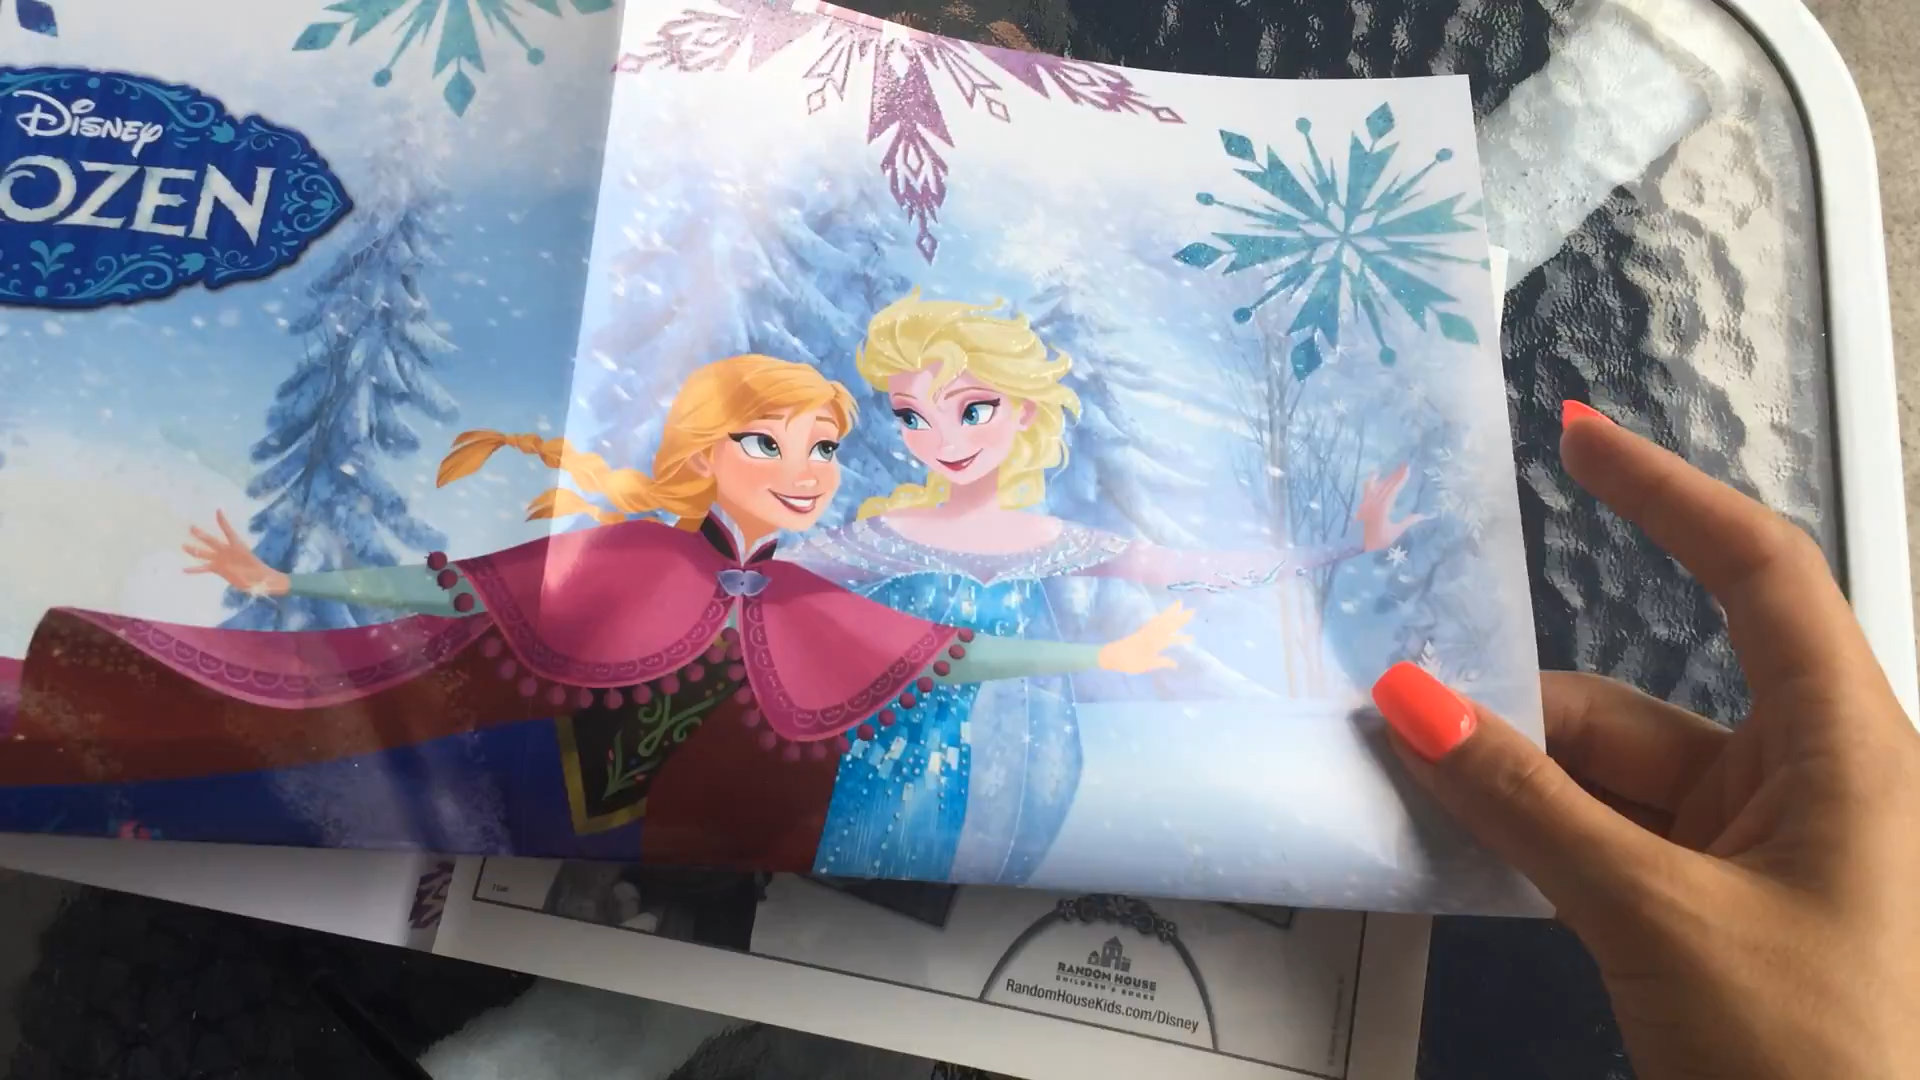 Disney
OZEN
RANDOM HOUSE
CHILDREN'S BOOKS
RandomHouseKids.com/Disney